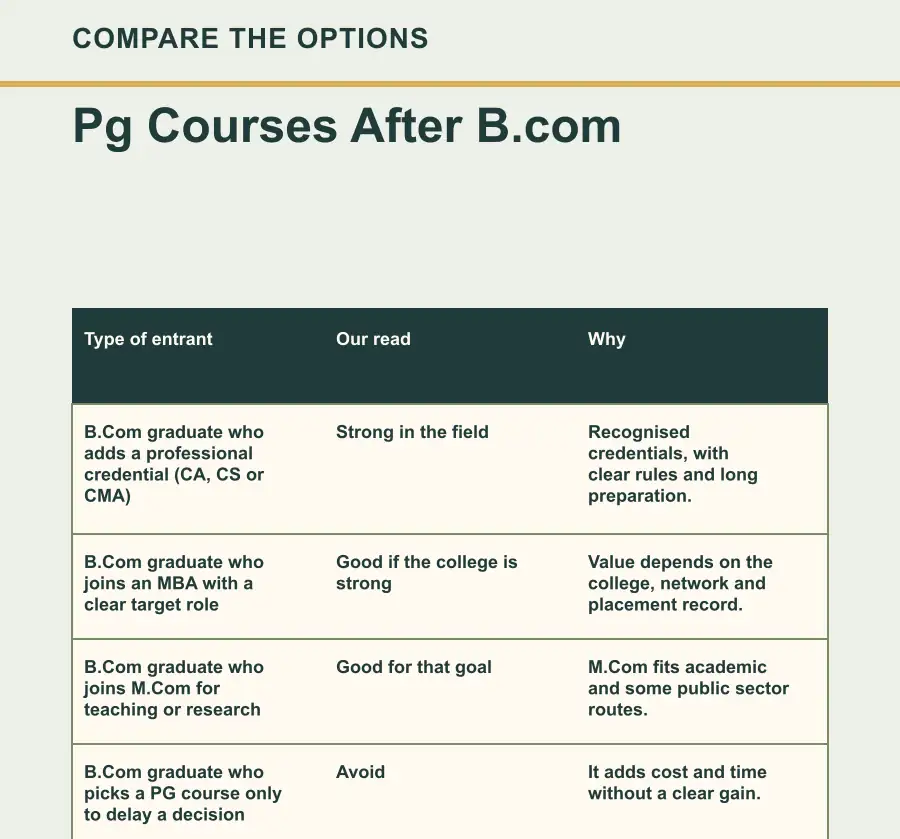 COMPARE THE OPTIONS
Pg Courses After B.com
Type of entrant
Our read
Why
B.Com graduate who
adds a professional
credential (CA, CS or
CMA)
Strong in the field
Recognised
credentials, with
clear rules and long
preparation.
B.Com graduate who
joins an MBA with a
clear target role
Good if the college is
strong
Value depends on the
college, network and
placement record.
B.Com graduate who
joins M.Com for
teaching or research
Good for that goal
M.Com fits academic
and some public sector
routes.
B.Com graduate who
picks a PG course only
to delay a decision
Avoid
It adds cost and time
without a clear gain.